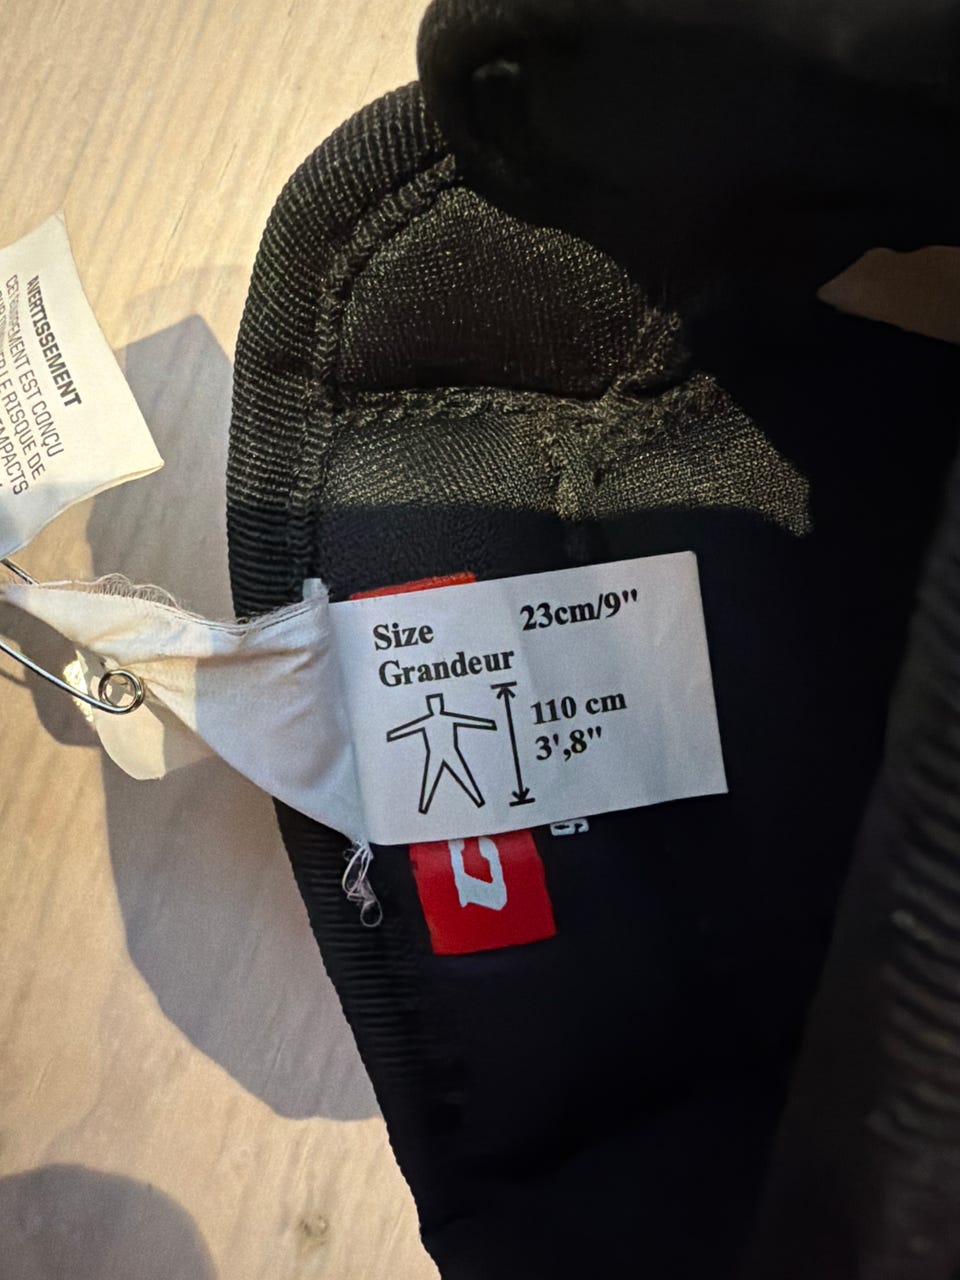 AVERTISSEMENT
CET ÉQUIPEMENT EST CONÇU
LE RISQUE DE
IMPACTS
Size 23cm/9"
Grandeur
110 cm
3',8"